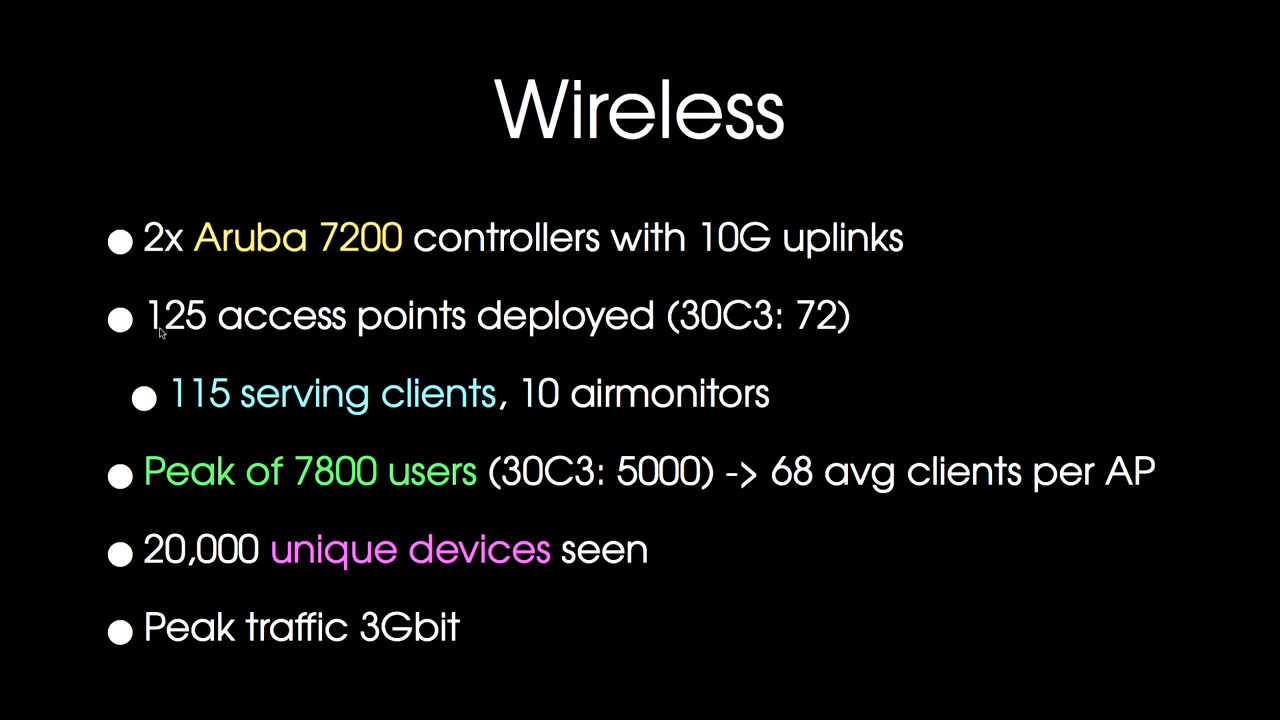 Wireless
2x Aruba 7200 controllers with 10G uplinks
125 access points deployed (30C3: 72)
115 serving clients, 10 airmonitors
Peak of 7800 users (30C3: 5000) -> 68 avg clients per AP
20,000 unique devices seen
Peak traffic 3Gbit